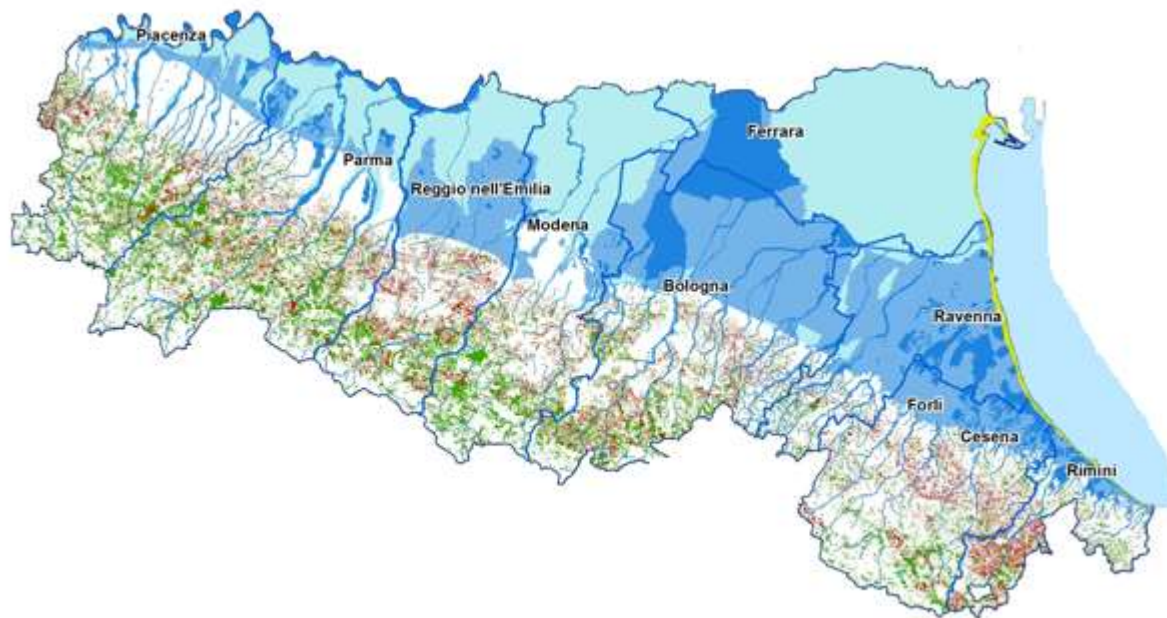 Piacenza
Ferrara
Parma
Reggio nell'Emilia
Modena
Bologna
Ravenna
Forlì
Cesena
Rimini